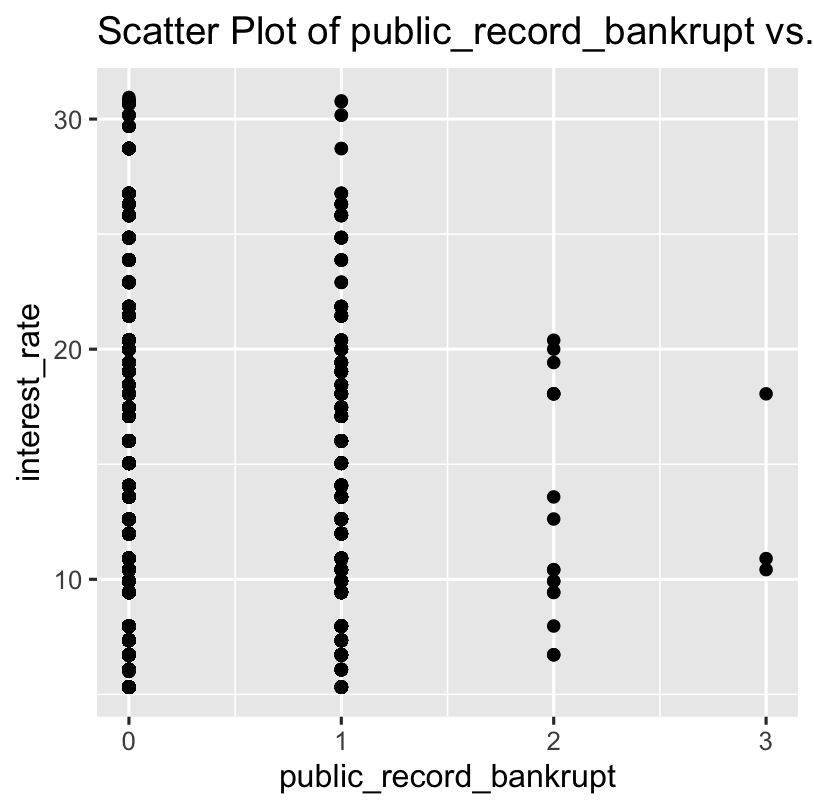 Scatter Plot of public_record_bankrupt vs.
30
20
10
interest_rate
0 1 2 3
public_record_bankrupt